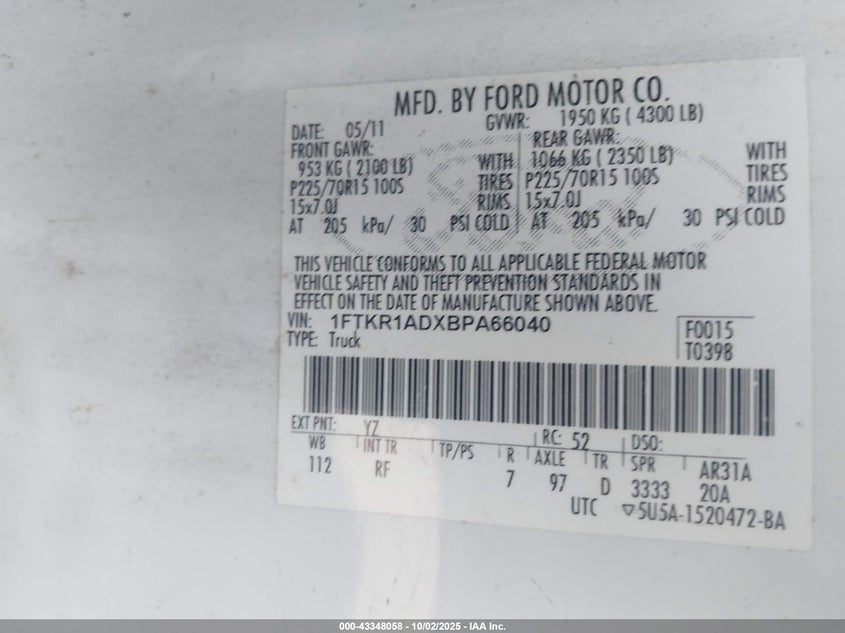 MFD. BY FORD MOTOR CO.
DATE: 05/11 GVWR: 1950 KG ( 4300 LB)
FRONT GAWR: REAR GAWR:
953 KG ( 2100 LB) WITH 1066 KG ( 2350 LB) WITH
P225/70R15 100S TIRES P225/70R15 100S TIRES
15x7.0J RIMS 15x7.0J RIMS
AT 205 kPa/ 30 PSI COLD AT 205 kPa/ 30 PSI COLD
THIS VEHICLE CONFORMS TO ALL APPLICABLE FEDERAL MOTOR
VEHICLE SAFETY AND THEFT PREVENTION STANDARDS IN
EFFECT ON THE DATE OF MANUFACTURE SHOWN ABOVE.
VIN: 1FTKR1ADXBPA66040 F0015
TYPE: Truck T0398
EXT PNT: YZ RC: 52 DSO:
WB INT TR TP/PS R AXLE TR SPR AR31A
112 RF 7 97 D 3333 20A
UTC ▽5U5A-1520472-BA
000-43348058 - 10/02/2025 - IAA Inc.